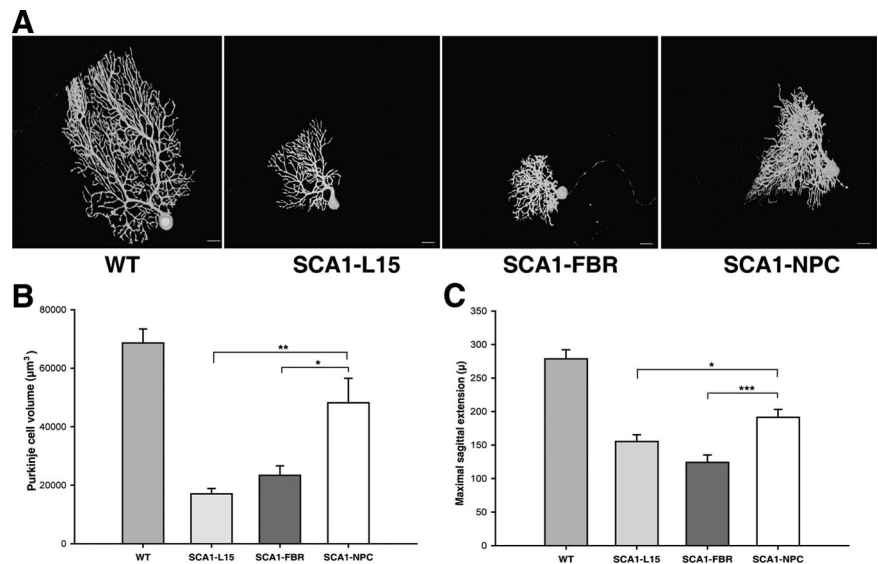 A
WT SCA1-L15 SCA1-FBR SCA1-NPC
B
Purkinje cell volume (µm³)
80000
60000
40000
20000
0
**
*
WT SCA1-L15 SCA1-FBR SCA1-NPC
C
Maximal sagittal extension (µ)
350
300
250
200
150
100
50
0
*
***
WT SCA1-L15 SCA1-FBR SCA1-NPC